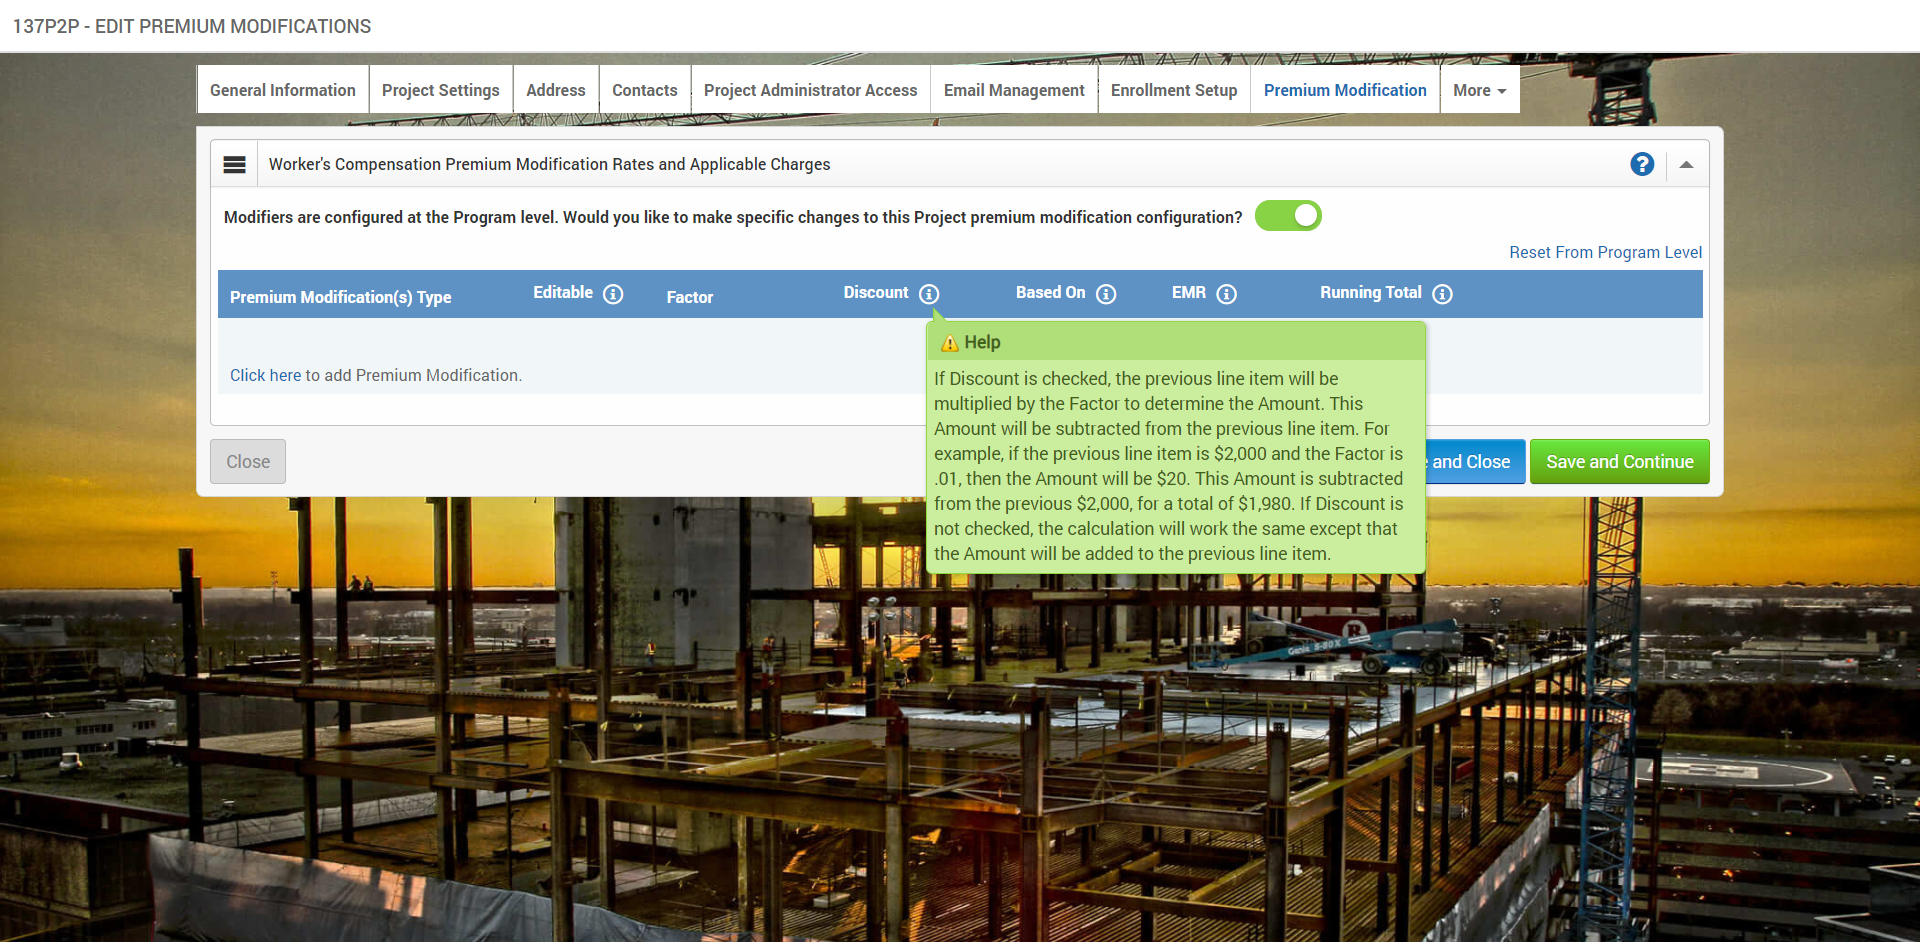 137P2P - EDIT PREMIUM MODIFICATIONS
General Information Project Settings Address Contacts Project Administrator Access Email Management Enrollment Setup Premium Modification More
Worker's Compensation Premium Modification Rates and Applicable Charges ?
Modifiers are configured at the Program level. Would you like to make specific changes to this Project premium modification configuration?
Reset From Program Level
Premium Modification(s) Type Editable Factor Discount Based On EMR Running Total
Help
Click here to add Premium Modification.
If Discount is checked, the previous line item will be
multiplied by the Factor to determine the Amount. This
Amount will be subtracted from the previous line item. For
example, if the previous line item is $2,000 and the Factor is
.01, then the Amount will be $20. This Amount is subtracted
from the previous $2,000, for a total of $1,980. If Discount is
not checked, the calculation will work the same except that
the Amount will be added to the previous line item.
Close and Close Save and Continue
Genie S-80X
R